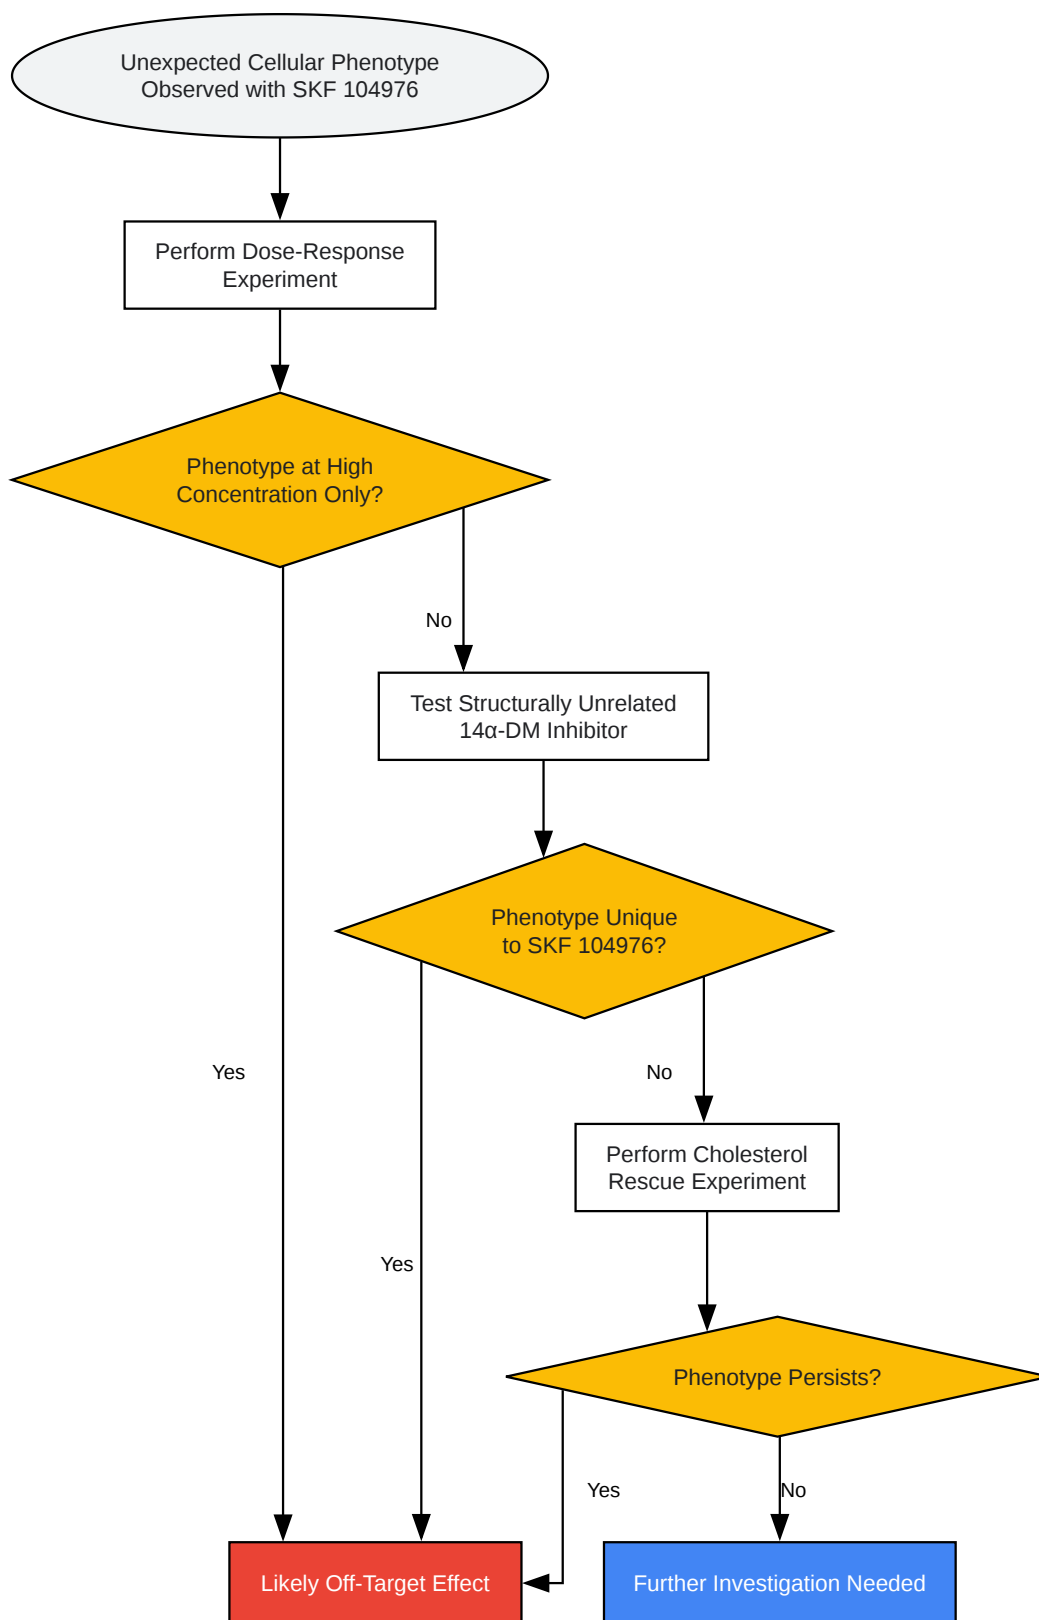 Unexpected Cellular Phenotype
Observed with SKF 104976
Perform Dose-Response
Experiment
Phenotype at High
Concentration Only?
No
Test Structurally Unrelated
14α-DM Inhibitor
Phenotype Unique
to SKF 104976?
Yes
No
Perform Cholesterol
Rescue Experiment
Yes
Phenotype Persists?
Yes
No
Likely Off-Target Effect
Further Investigation Needed